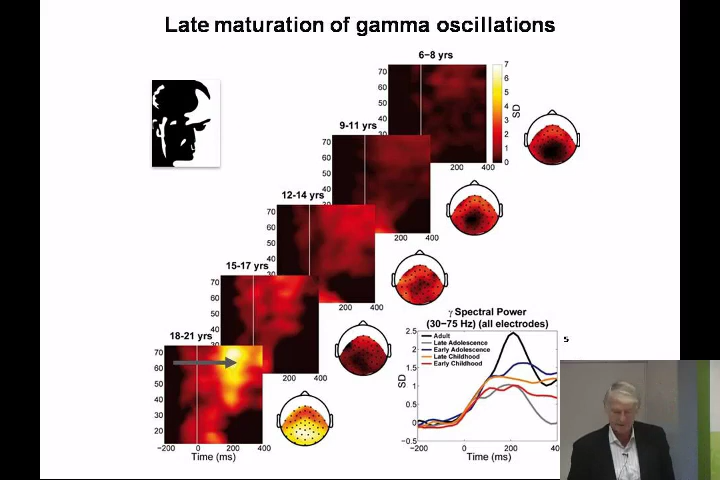 Late maturation of gamma oscillations
6−8 yrs
70
60
50
40
30
7
6
5
4
3
2
1
0
SD
200 400
9-11 yrs
70
60
50
40
30
200 400
12-14 yrs
70
60
50
40
30
200 400
15-17 yrs
70
60
50
40
30
200 400
18-21 yrs
70
60
50
40
30
20
−200 0 200 400
Time (ms)
γ Spectral Power
(30−75 Hz) (all electrodes)
2.5
2
1.5
1
0.5
0
−0.5
SD
Adult
Late Adolescence
Early Adolescence
Late Childhood
Early Childhood
−200 0 200 40
Time (ms)
5